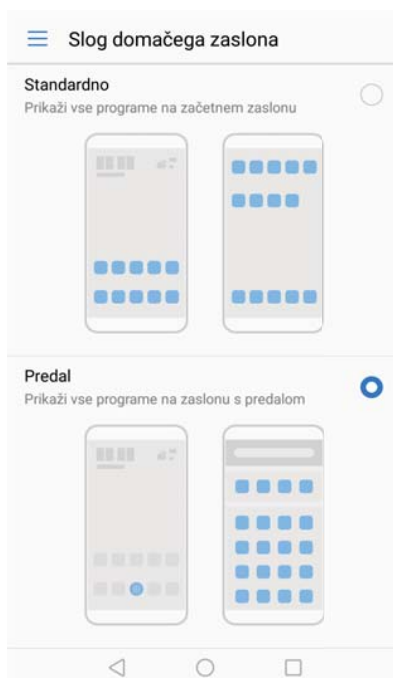 Slog domačega zaslona
Standardno
Prikaži vse programe na začetnem zaslonu
Predal
Prikaži vse programe na zaslonu s predalom